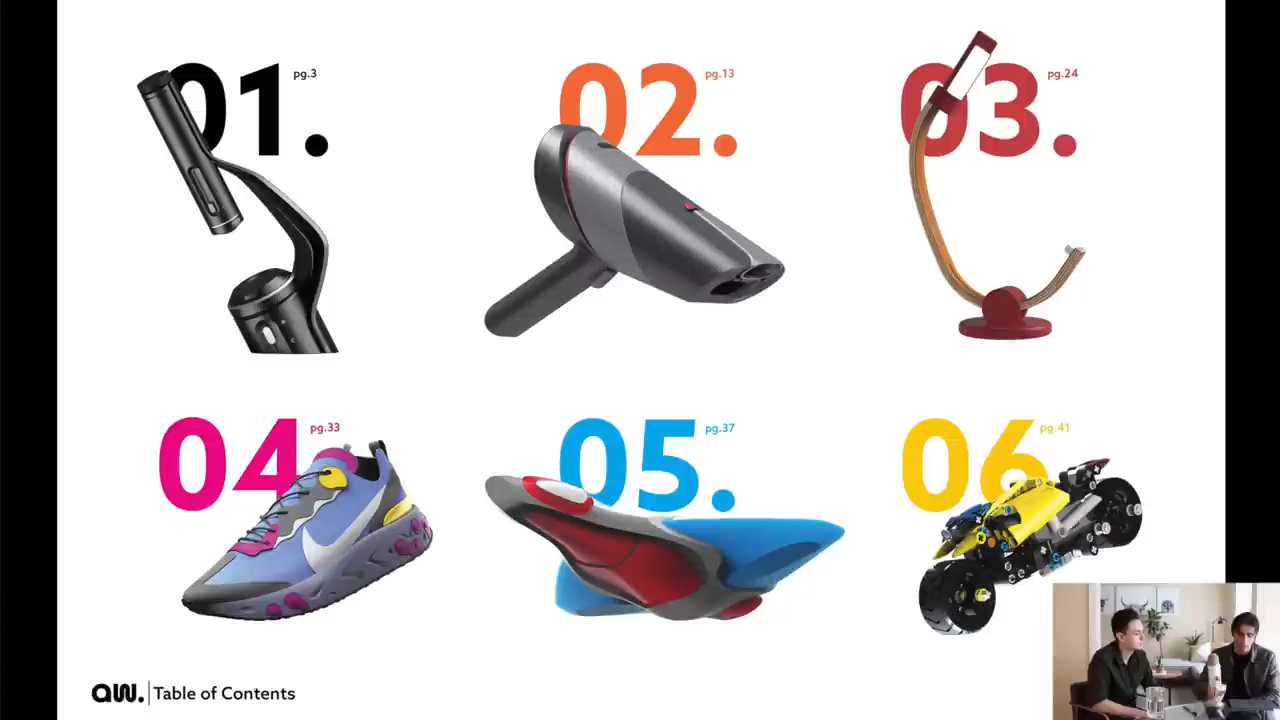 01. pg.3
02. pg.13
03. pg.24
04 pg.33
05. pg.37
06 pg.41
aw. Table of Contents